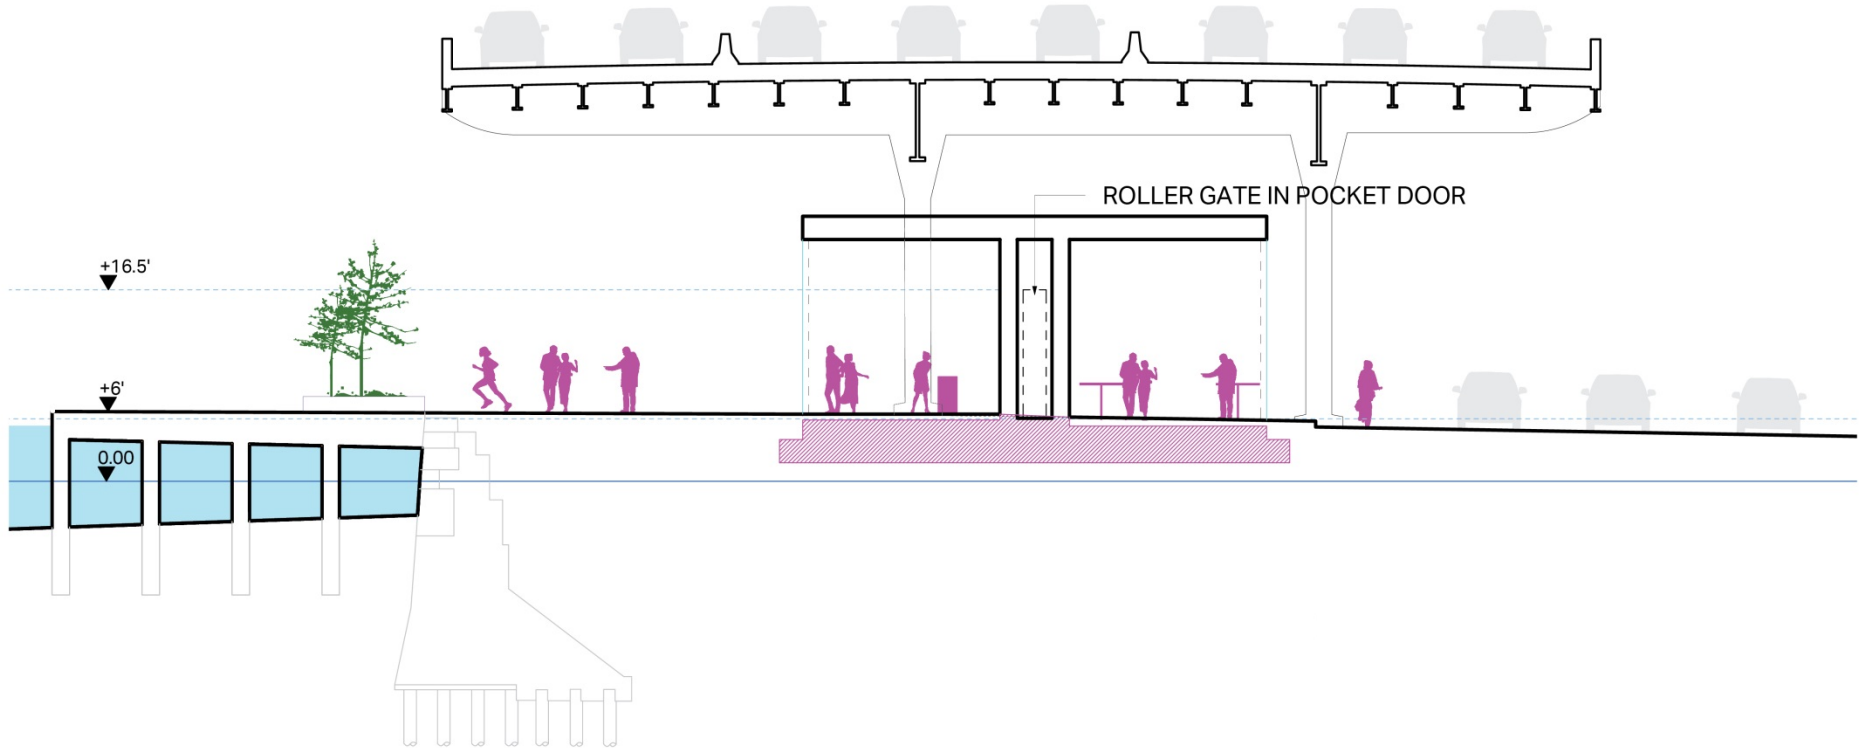 ROLLER GATE IN POCKET DOOR
+16.5'
+6'
0.00